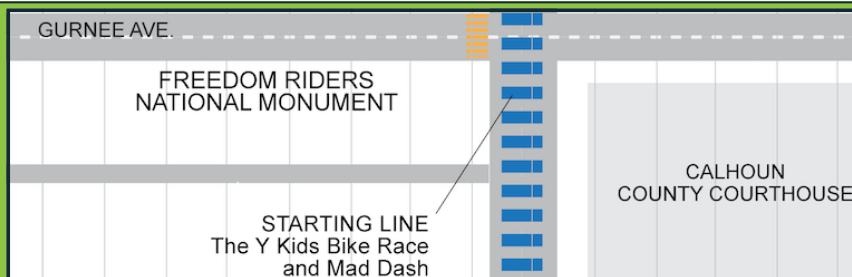 GURNEE AVE.
FREEDOM RIDERS
NATIONAL MONUMENT
CALHOUN
COUNTY COURTHOUSE
STARTING LINE
The Y Kids Bike Race
and Mad Dash